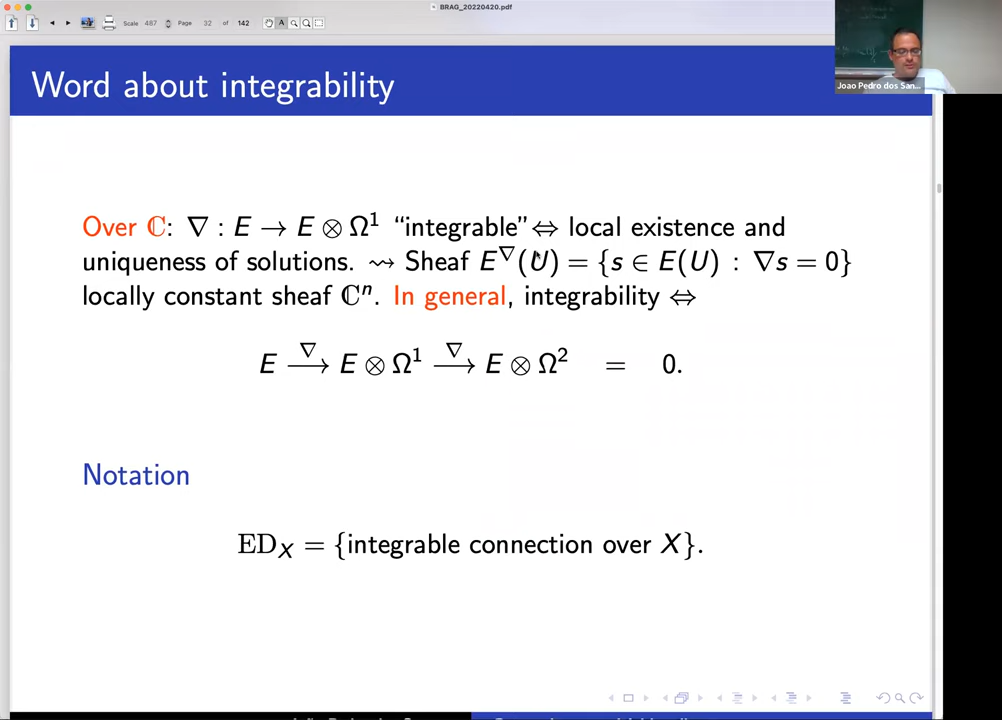 BRAG_20220420.pdf
Scale 487 Page 32 of 142
Joao Pedro dos San...
Word about integrability
Over ℂ: ∇ : E → E ⊗ Ω¹ “integrable”⇔ local existence and
uniqueness of solutions. ⇝ Sheaf E^∇(U) = {s ∈ E(U) : ∇s = 0}
locally constant sheaf ℂⁿ. In general, integrability ⇔
E —∇→ E ⊗ Ω¹ —∇→ E ⊗ Ω² = 0.
Notation
ED_X = {integrable connection over X}.